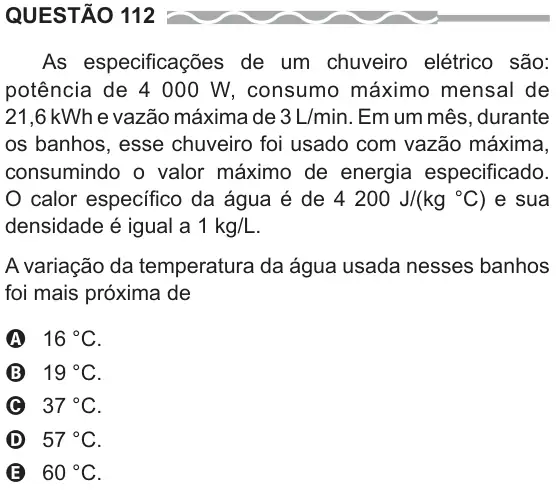 QUESTÃO 112
As especificações de um chuveiro elétrico são:
potência de 4 000 W, consumo máximo mensal de
21,6 kWh e vazão máxima de 3 L/min. Em um mês, durante
os banhos, esse chuveiro foi usado com vazão máxima,
consumindo o valor máximo de energia especificado.
O calor específico da água é de 4 200 J/(kg °C) e sua
densidade é igual a 1 kg/L.
A variação da temperatura da água usada nesses banhos
foi mais próxima de
A 16 °C.
B 19 °C.
C 37 °C.
D 57 °C.
E 60 °C.